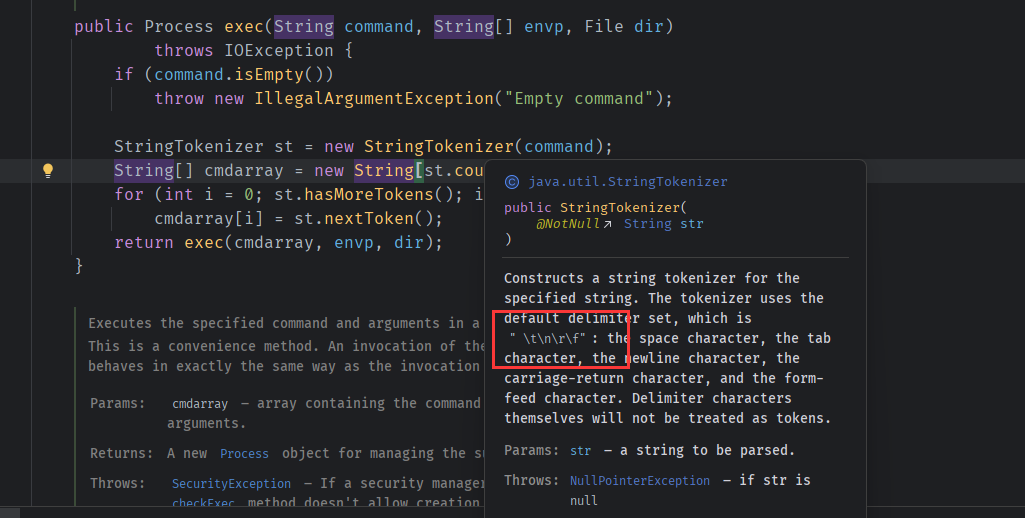 public Process exec(String command, String[] envp, File dir)
throws IOException {
if (command.isEmpty())
throw new IllegalArgumentException("Empty command");
StringTokenizer st = new StringTokenizer(command);
String[] cmdarray = new String[st.cou
for (int i = 0; st.hasMoreTokens(); i
cmdarray[i] = st.nextToken();
return exec(cmdarray, envp, dir);
}
Executes the specified command and arguments in a
This is a convenience method. An invocation of the
behaves in exactly the same way as the invocation
Params: cmdarray – array containing the command
arguments.
Returns: A new Process object for managing the su
Throws: SecurityException – If a security manager
checkExec method doesn't allow creation
java.util.StringTokenizer
public StringTokenizer(
@NotNull String str
)
Constructs a string tokenizer for the
specified string. The tokenizer uses the
default delimiter set, which is
" \t\n\r\f": the space character, the tab
character, the newline character, the
carriage-return character, and the form-
feed character. Delimiter characters
themselves will not be treated as tokens.
Params: str – a string to be parsed.
Throws: NullPointerException – if str is
null